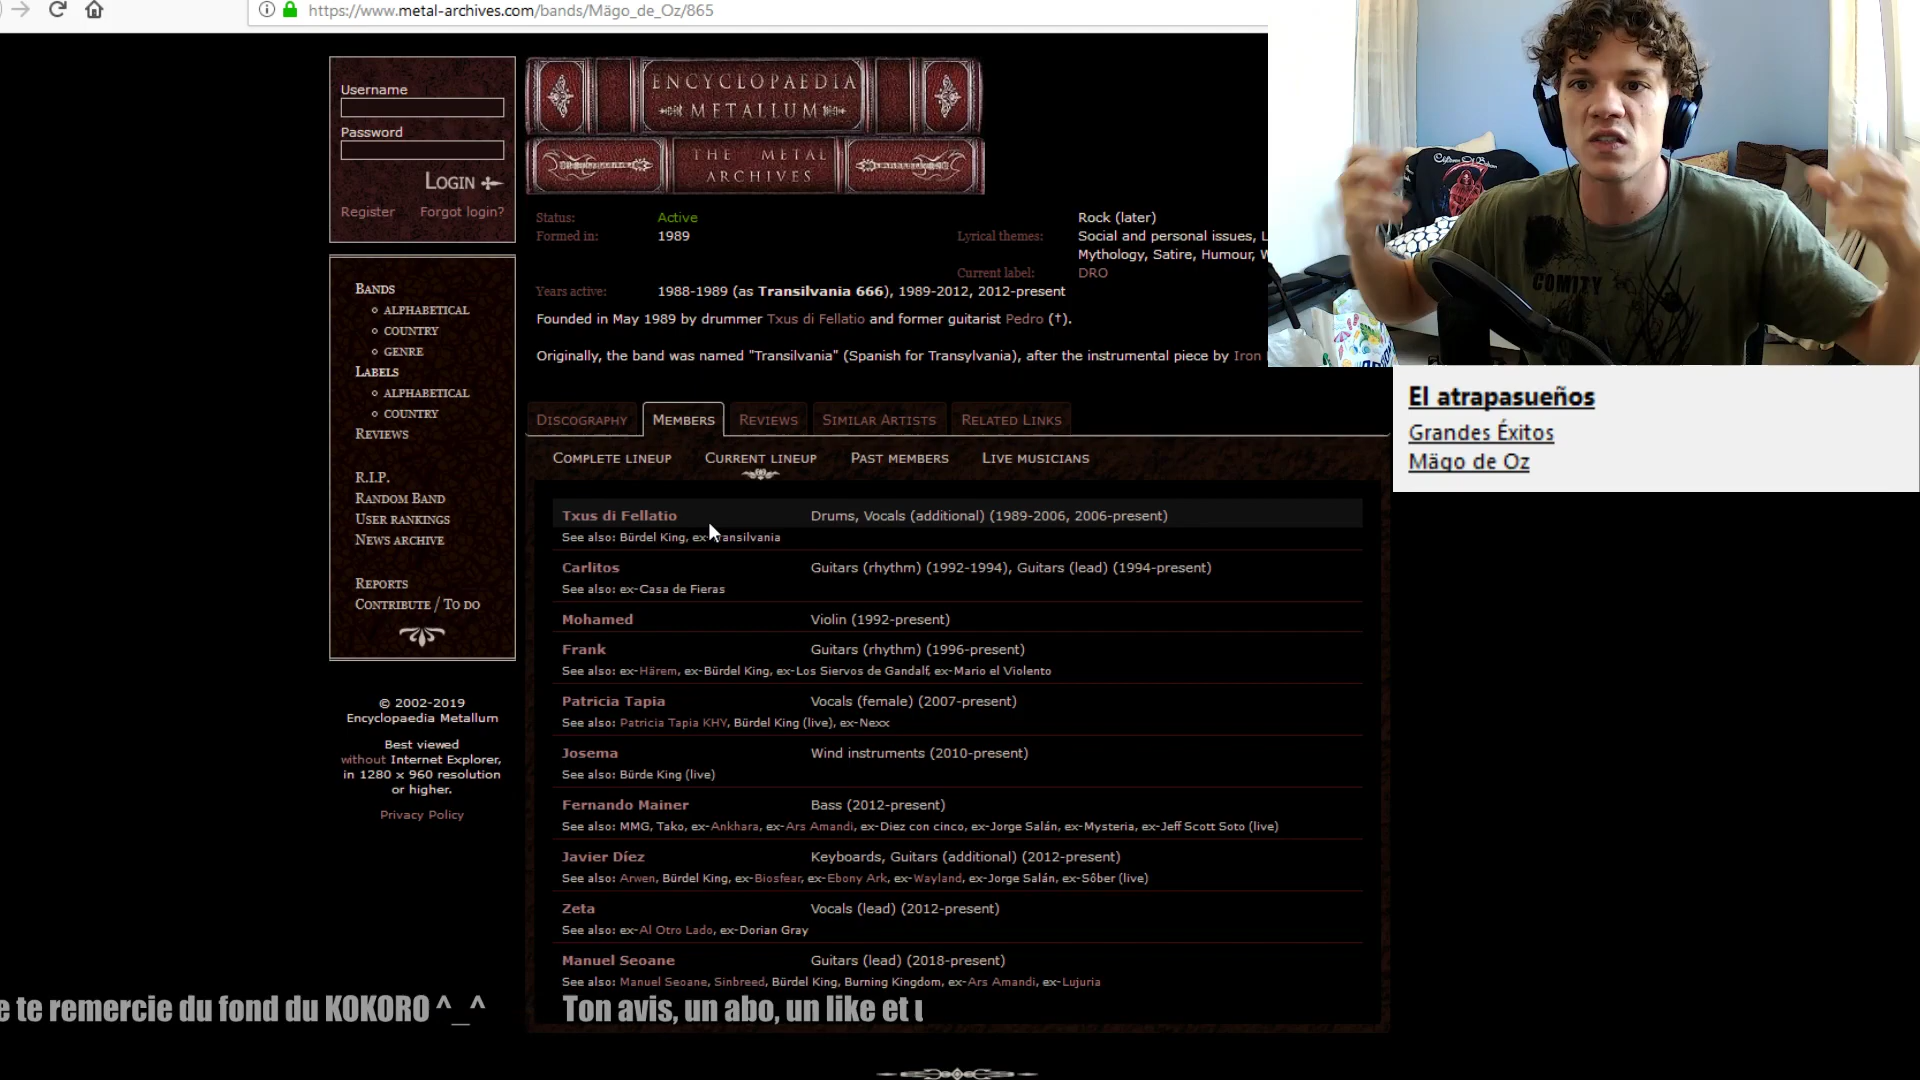 https://www.metal-archives.com/bands/Mägo_de_Oz/865
Username
Password
LOGIN
Register Forgot login?
BANDS
ALPHABETICAL
COUNTRY
GENRE
LABELS
ALPHABETICAL
COUNTRY
REVIEWS
R.I.P.
RANDOM BAND
USER RANKINGS
NEWS ARCHIVE
REPORTS
CONTRIBUTE / TO DO
© 2002-2019
Encyclopaedia Metallum
Best viewed
without Internet Explorer,
in 1280 x 960 resolution
or higher.
Privacy Policy
ENCYCLOPAEDIA
METALLUM
THE METAL
ARCHIVES
Status: Active
Formed in: 1989
Rock (later)
Lyrical themes: Social and personal issues, L
Mythology, Satire, Humour, W
Current label: DRO
Years active: 1988-1989 (as Transilvania 666), 1989-2012, 2012-present
Founded in May 1989 by drummer Txus di Fellatio and former guitarist Pedro (†).
Originally, the band was named "Transilvania" (Spanish for Transylvania), after the instrumental piece by Iron
DISCOGRAPHY MEMBERS REVIEWS SIMILAR ARTISTS RELATED LINKS
COMPLETE LINEUP CURRENT LINEUP PAST MEMBERS LIVE MUSICIANS
Txus di Fellatio Drums, Vocals (additional) (1989-2006, 2006-present)
See also: Bürdel King, ex-Transilvania
Carlitos Guitars (rhythm) (1992-1994), Guitars (lead) (1994-present)
See also: ex-Casa de Fieras
Mohamed Violin (1992-present)
Frank Guitars (rhythm) (1996-present)
See also: ex-Härem, ex-Bürdel King, ex-Los Siervos de Gandalf, ex-Mario el Violento
Patricia Tapia Vocals (female) (2007-present)
See also: Patricia Tapia KHY, Bürdel King (live), ex-Nexx
Josema Wind instruments (2010-present)
See also: Bürde King (live)
Fernando Mainer Bass (2012-present)
See also: MMG, Tako, ex-Ankhara, ex-Ars Amandi, ex-Diez con cinco, ex-Jorge Salán, ex-Mysteria, ex-Jeff Scott Soto (live)
Javier Díez Keyboards, Guitars (additional) (2012-present)
See also: Arwen, Bürdel King, ex-Biosfear, ex-Ebony Ark, ex-Wayland, ex-Jorge Salán, ex-Sôber (live)
Zeta Vocals (lead) (2012-present)
See also: ex-Al Otro Lado, ex-Dorian Gray
Manuel Seoane Guitars (lead) (2018-present)
See also: Manuel Seoane, Sinbreed, Bürdel King, Burning Kingdom, ex-Ars Amandi, ex-Lujuria
e te remercie du fond du KOKORO ^_^ Ton avis, un abo, un like et u
Children Of Bodom
COMITY
El atrapasueños
Grandes Éxitos
Mägo de Oz